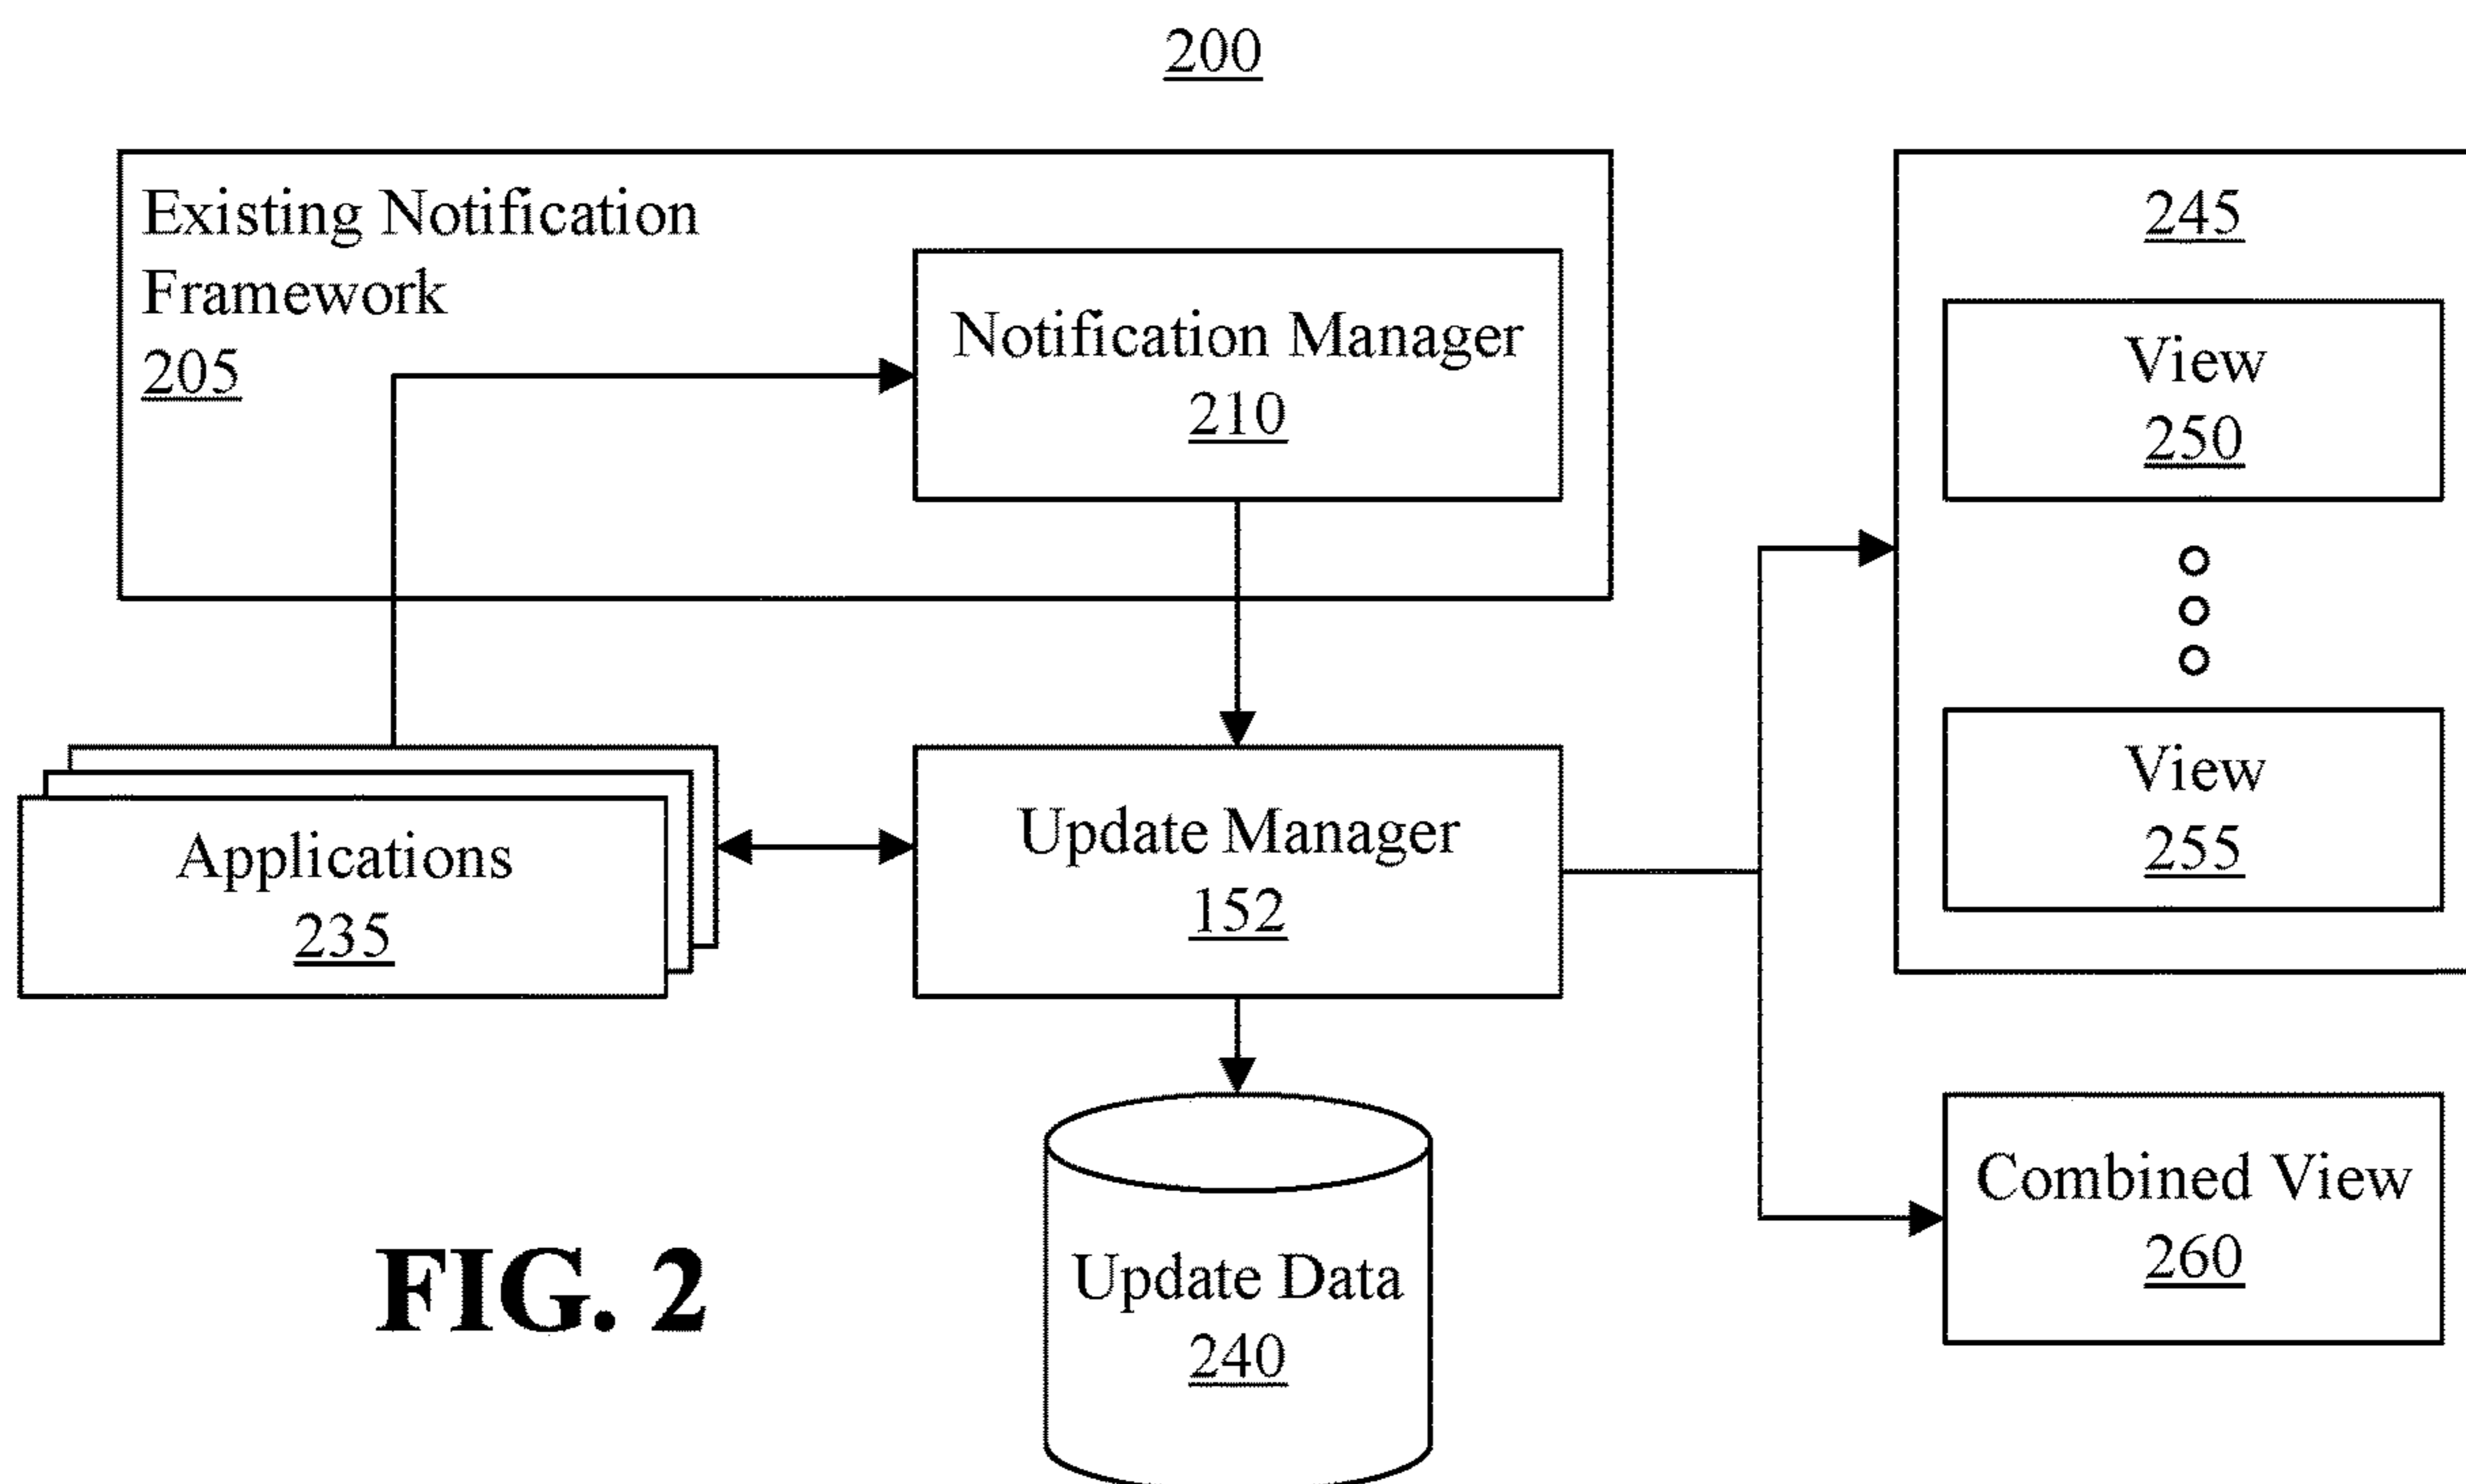 200
Existing Notification
Framework
205
Notification Manager
210
245
View
250
View
255
Applications
235
Update Manager
152
Combined View
260
Update Data
240
FIG. 2